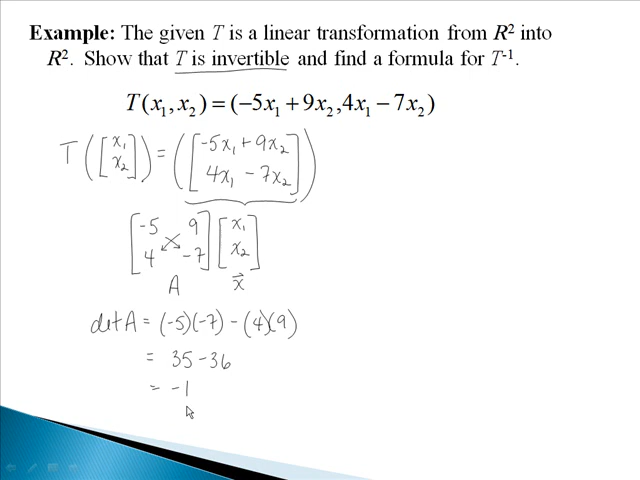 Example: The given T is a linear transformation from R² into
R². Show that T is invertible and find a formula for T⁻¹.
T(x₁, x₂) = (−5x₁ + 9x₂, 4x₁ − 7x₂)
T([x₁ x₂]) = ([-5x₁ + 9x₂
4x₁ - 7x₂])
[-5 9 [x₁
4 -7] x₂]
A x⃗
det A = (-5)(-7) - (4)(9)
= 35 - 36
= -1